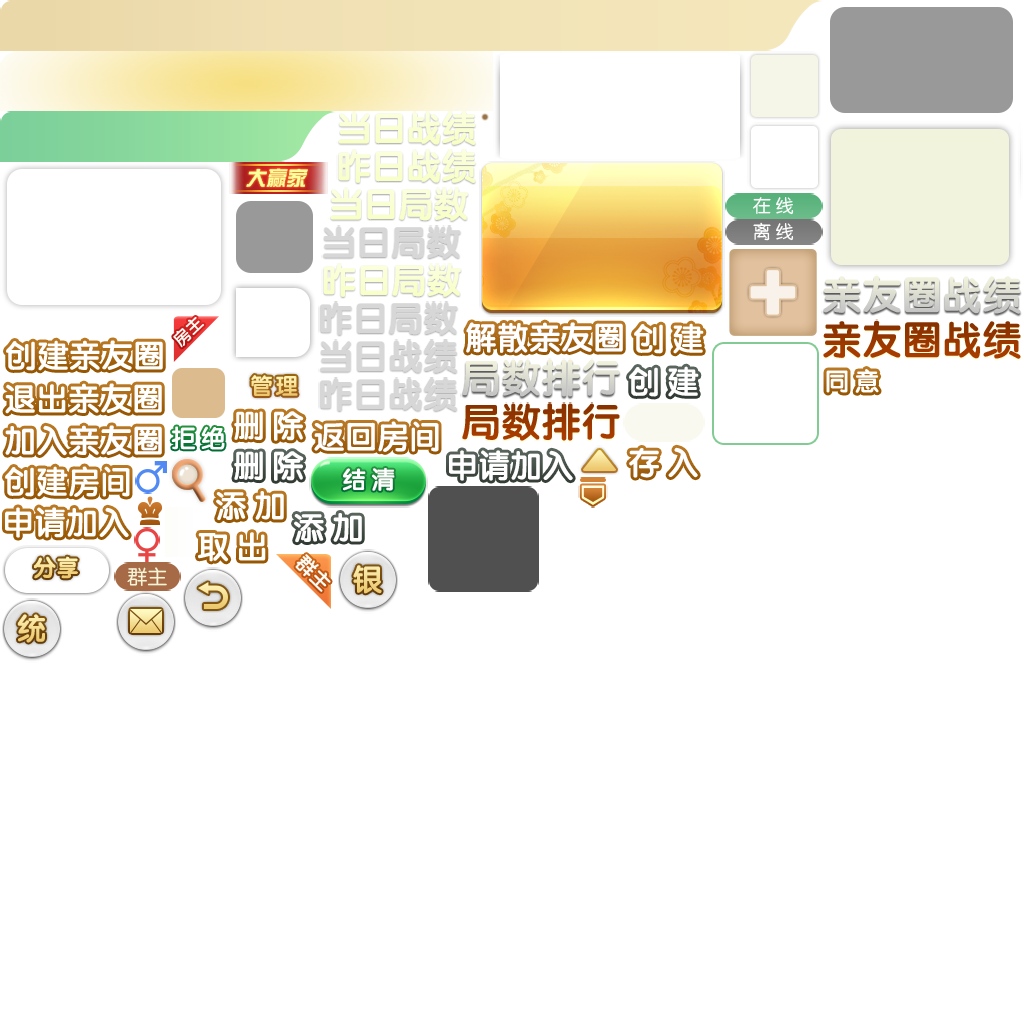 当日战绩
昨日战绩
大赢家
当日局数
在线
离线
当日局数
昨日局数
亲友圈战绩
昨日局数
亲友圈战绩
房主
创建亲友圈
解散亲友圈
创建
当日战绩
局数排行
创建
同意
管理
退出亲友圈
昨日战绩
局数排行
删除
加入亲友圈
拒绝
返回房间
删除
申请加入
存入
创建房间
结清
添加
申请加入
添加
取出
分享
群主
群主
银
统